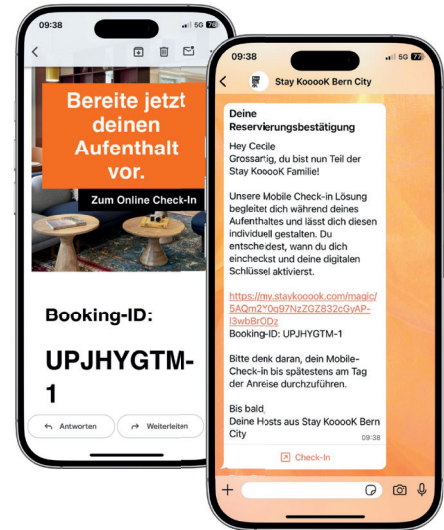 09:38
5G
Bereite jetzt
deinen
Aufenthalt
vor.
Zum Online Check-In
Booking-ID:
UPJHYGTM-
1
Antworten
Weiterleiten
09:38
5G 77
Stay KooooK Bern City
Deine
Reservierungsbestätigung
Hey Cecile
Grossartig, du bist nun Teil der
Stay KooooK Familie!
Unsere Mobile Check-in Lösung
begleitet dich während deines
Aufenthaltes und lässt dich diesen
individuell gestalten. Du
entscheidest, wann du dich
eincheckst und deine digitalen
Schlüssel aktivierst.
https://my.staykooook.com/magic/
5AQm2Y0q97NzZGZ832cGyAP-
I3wbBrODz
Booking-ID: UPJHYGTM-1
Bitte denk daran, dein Mobile-
Check-in bis spätestens am Tag
der Anreise durchzuführen.
Bis bald,
Deine Hosts aus Stay KooooK Bern
City
09:38
Check-In